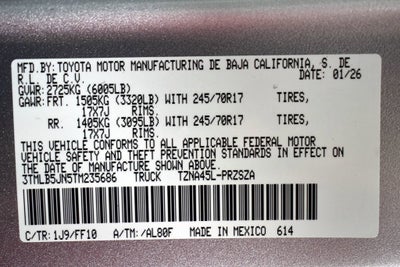 MFD.BY:TOYOTA MOTOR MANUFACTURING DE BAJA CALIFORNIA, S. DE
R.L. DE C.V. DATE: 01/26
GVWR: 2725KG (6005LB)
GAWR: FRT. 1505KG (3320LB) WITH 245/70R17 TIRES,
17X7J RIMS
RR. 1405KG (3095LB) WITH 245/70R17 TIRES,
17X7J RIMS
THIS VEHICLE CONFORMS TO ALL APPLICABLE FEDERAL MOTOR
VEHICLE SAFETY AND THEFT PREVENTION STANDARDS IN EFFECT ON
THE DATE OF MANUFACTURE SHOWN ABOVE.
3TMLB5JN5TM235686 TRUCK TZNA45L-PRZSZA
C/TR: 1J9/FF10 A/TM: /AL80F MADE IN MEXICO 614